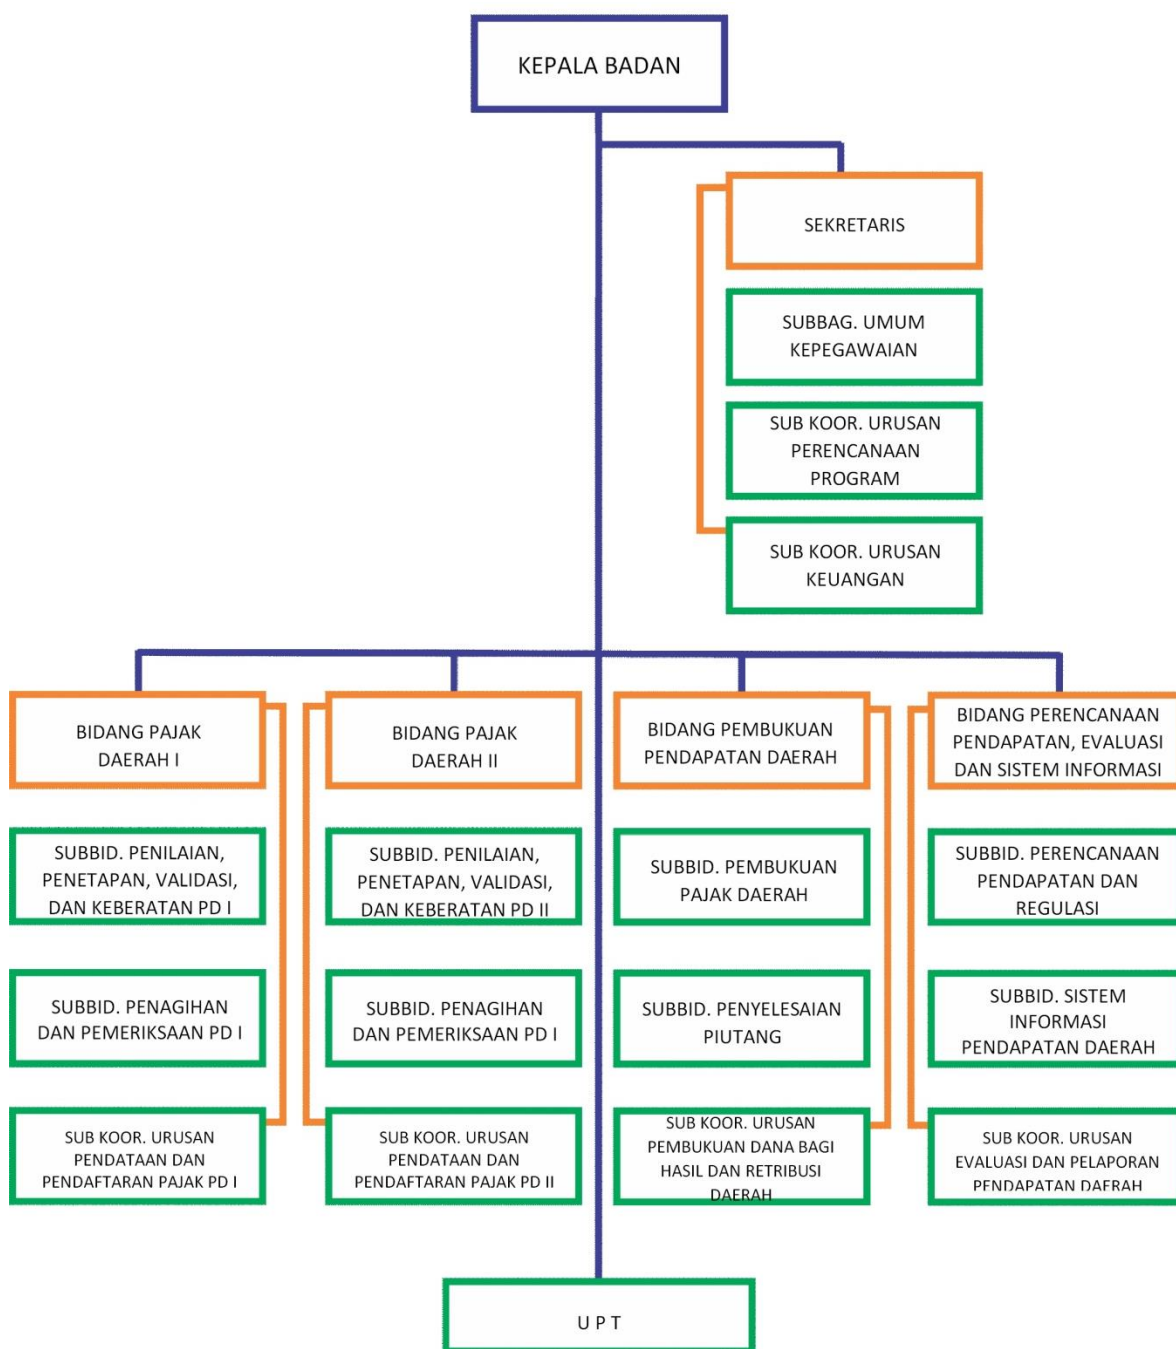 KEPALA BADAN
SEKRETARIS
SUBBAG. UMUM
KEPEGAWAIAN
SUB KOOR. URUSAN
PERENCANAAN
PROGRAM
SUB KOOR. URUSAN
KEUANGAN
BIDANG PAJAK
DAERAH I
SUBBID. PENILAIAN,
PENETAPAN, VALIDASI,
DAN KEBERATAN PD I
SUBBID. PENAGIHAN
DAN PEMERIKSAAN PD I
SUB KOOR. URUSAN
PENDATAAN DAN
PENDAFTARAN PAJAK PD I
BIDANG PAJAK
DAERAH II
SUBBID. PENILAIAN,
PENETAPAN, VALIDASI,
DAN KEBERATAN PD II
SUBBID. PENAGIHAN
DAN PEMERIKSAAN PD I
SUB KOOR. URUSAN
PENDATAAN DAN
PENDAFTARAN PAJAK PD II
BIDANG PEMBUKUAN
PENDAPATAN DAERAH
SUBBID. PEMBUKUAN
PAJAK DAERAH
SUBBID. PENYELESAIAN
PIUTANG
SUB KOOR. URUSAN
PEMBUKUAN DANA BAGI
HASIL DAN RETRIBUSI
DAERAH
BIDANG PERENCANAAN
PENDAPATAN, EVALUASI
DAN SISTEM INFORMASI
SUBBID. PERENCANAAN
PENDAPATAN DAN
REGULASI
SUBBID. SISTEM
INFORMASI
PENDAPATAN DAERAH
SUB KOOR. URUSAN
EVALUASI DAN PELAPORAN
PENDAPATAN DAERAH
U P T